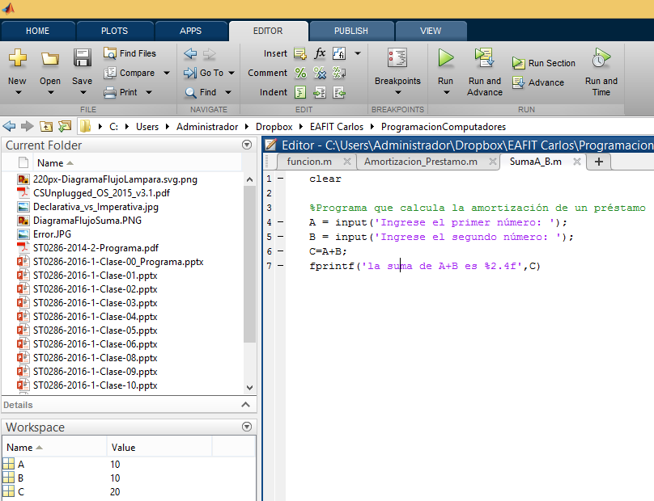 HOME PLOTS APPS EDITOR PUBLISH VIEW
New Open Save
Find Files
Compare
Print
Go To
Find
Insert fx
Comment
Indent
Breakpoints
Run
Run and Advance
Run Section
Advance
Run and Time
FILE NAVIGATE EDIT BREAKPOINTS RUN
C: Users Administrador Dropbox EAFIT Carlos ProgramacionComputadores
Current Folder
Name
220px-DiagramaFlujoLampara.svg.png
CSUnplugged_OS_2015_v3.1.pdf
Declarativa_vs_Imperativa.jpg
DiagramaFlujoSuma.PNG
Error.JPG
ST0286-2014-2-Programa.pdf
ST0286-2016-1-Clase-00_Programa.pptx
ST0286-2016-1-Clase-01.pptx
ST0286-2016-1-Clase-02.pptx
ST0286-2016-1-Clase-03.pptx
ST0286-2016-1-Clase-04.pptx
ST0286-2016-1-Clase-05.pptx
ST0286-2016-1-Clase-06.pptx
ST0286-2016-1-Clase-08.pptx
ST0286-2016-1-Clase-09.pptx
ST0286-2016-1-Clase-10.pptx
Details
Workspace
Name Value
A 10
B 10
C 20
Editor - C:\Users\Administrador\Dropbox\EAFIT Carlos\Programacion
funcion.m Amortizacion_Prestamo.m SumaA_B.m
1 clear
2
3 %Programa que calcula la amortización de un préstamo
4 A = input('Ingrese el primer número: ');
5 B = input('Ingrese el segundo número: ');
6 C=A+B;
7 fprintf('la suma de A+B es %2.4f',C)